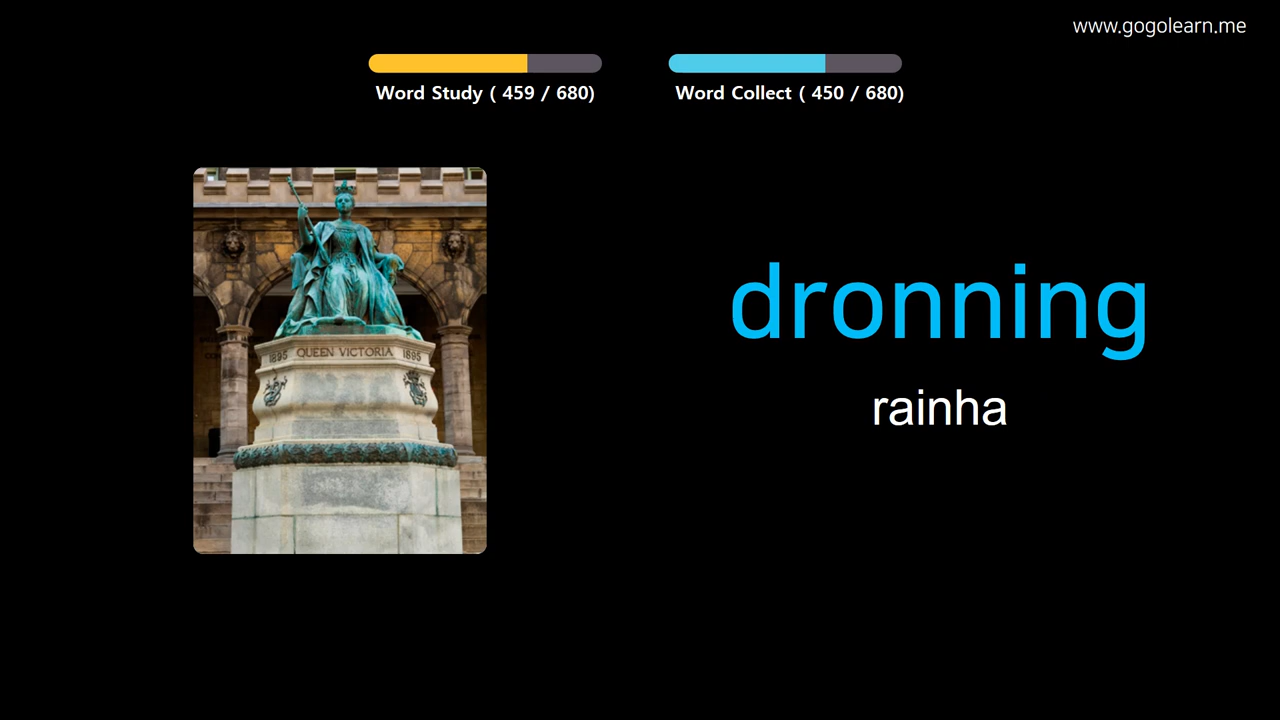 www.gogolearn.me
Word Study ( 459 / 680)
Word Collect ( 450 / 680)
1895 QUEEN VICTORIA 1895
dronning
rainha